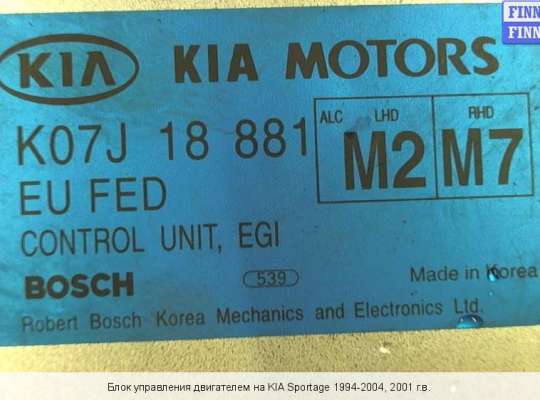 FINN
FINN
KIA KIA MOTORS
K07J 18 881
ALC LHD RHD
M2 M7
EU FED
CONTROL UNIT, EGI
BOSCH 539 Made in Korea
Robert Bosch Korea Mechanics and Electronics Ltd.
Блок управления двигателем на KIA Sportage 1994-2004, 2001 г.в.